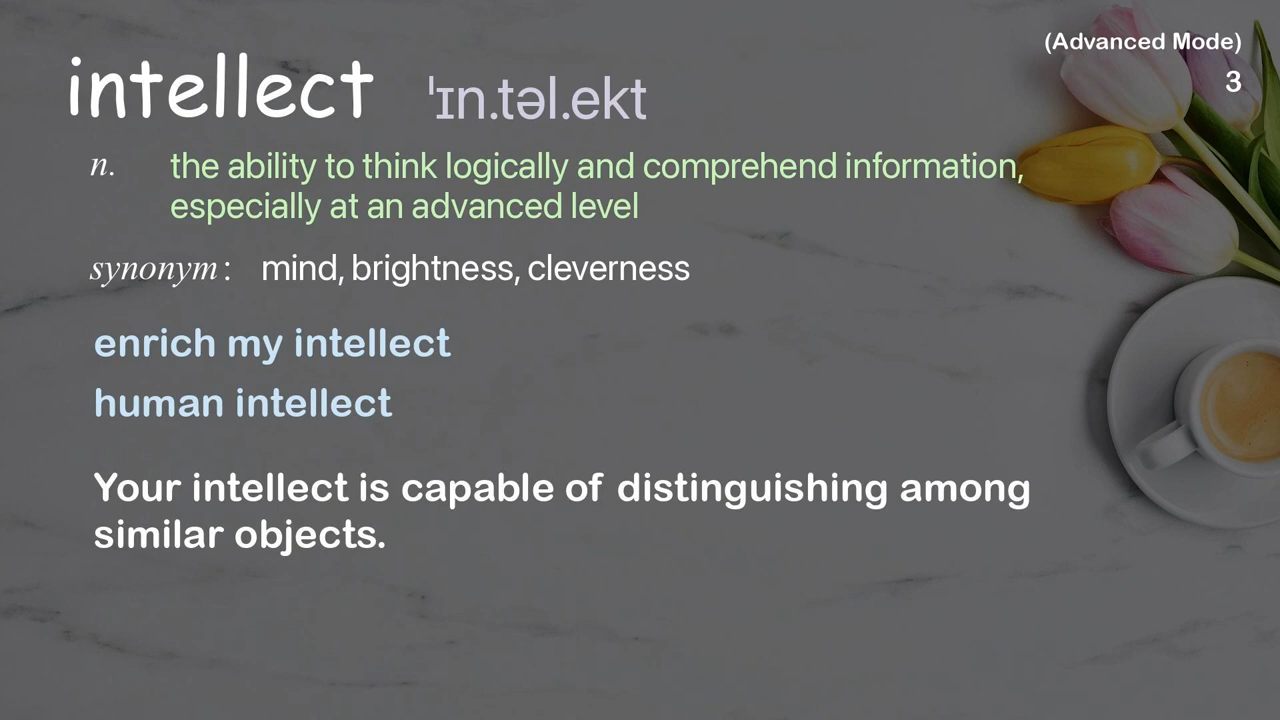 (Advanced Mode)
3
intellect ˈɪn.təl.ekt
n. the ability to think logically and comprehend information,
especially at an advanced level
synonym: mind, brightness, cleverness
enrich my intellect
human intellect
Your intellect is capable of distinguishing among
similar objects.